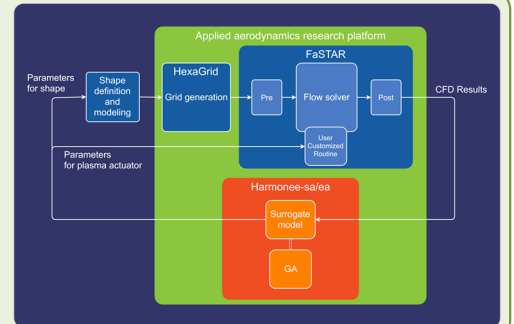 Applied aerodynamics research platform
FaSTAR
Parameters
for shape
Shape
definition
and
modeling
HexaGrid
Grid generation
Pre
Flow solver
Post
CFD Results
User
Customized
Routine
Parameters
for plasma actuator
Harmonee-sa/ea
Surrogate
model
GA